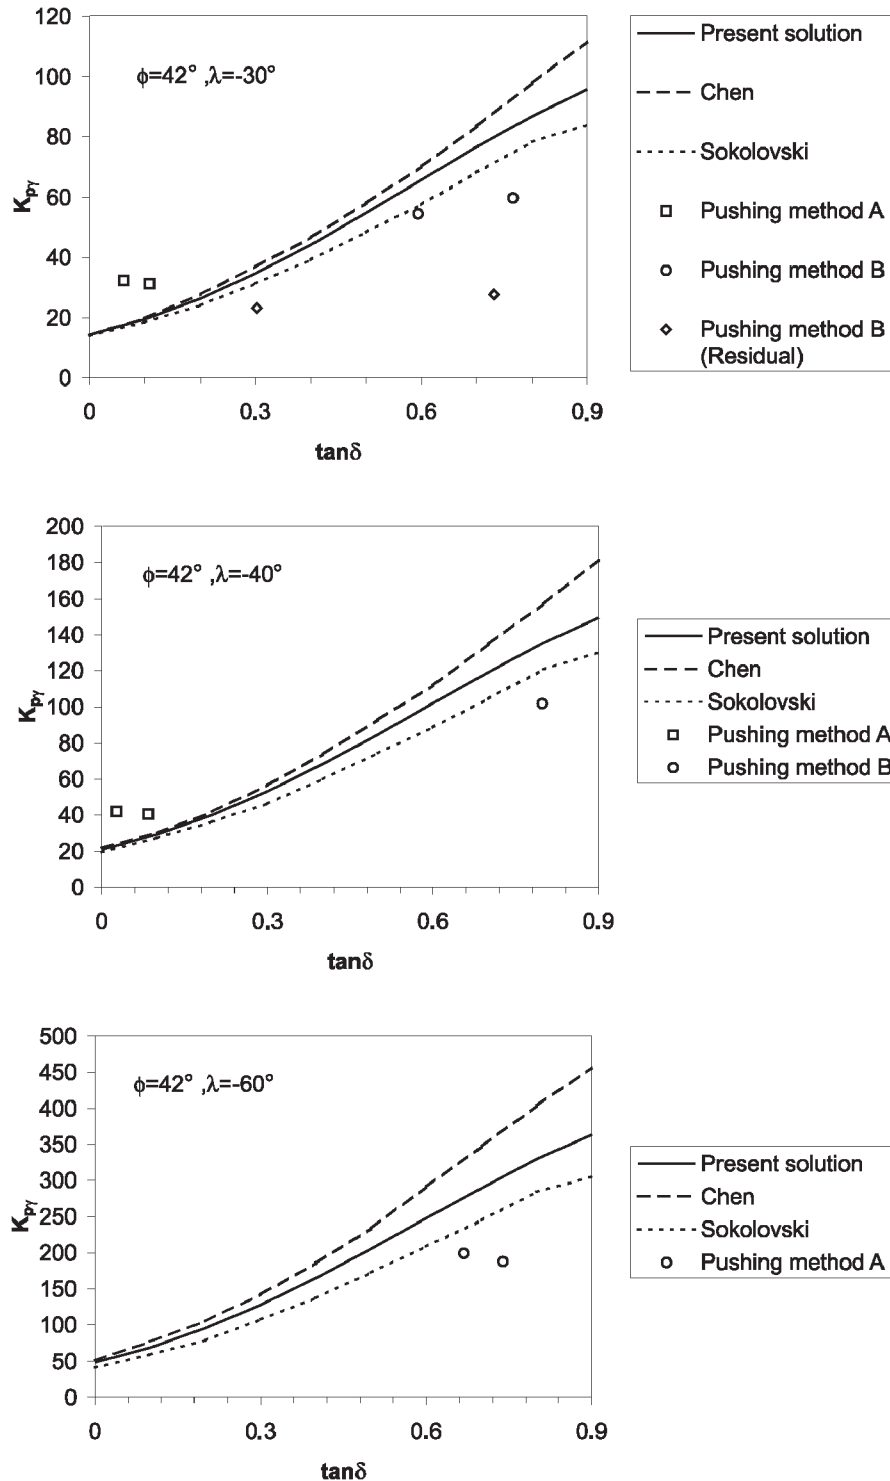 120
100
80
60
40
20
0
Kpγ
ϕ=42° ,λ=-30°
0 0.3 0.6 0.9
tanδ
Present solution
Chen
Sokolovski
Pushing method A
Pushing method B
Pushing method B
(Residual)
200
180
160
140
120
100
80
60
40
20
0
Kpγ
ϕ=42° ,λ=-40°
0 0.3 0.6 0.9
tanδ
Present solution
Chen
Sokolovski
Pushing method A
Pushing method B
500
450
400
350
300
250
200
150
100
50
0
Kpγ
ϕ=42° ,λ=-60°
0 0.3 0.6 0.9
tanδ
Present solution
Chen
Sokolovski
Pushing method A